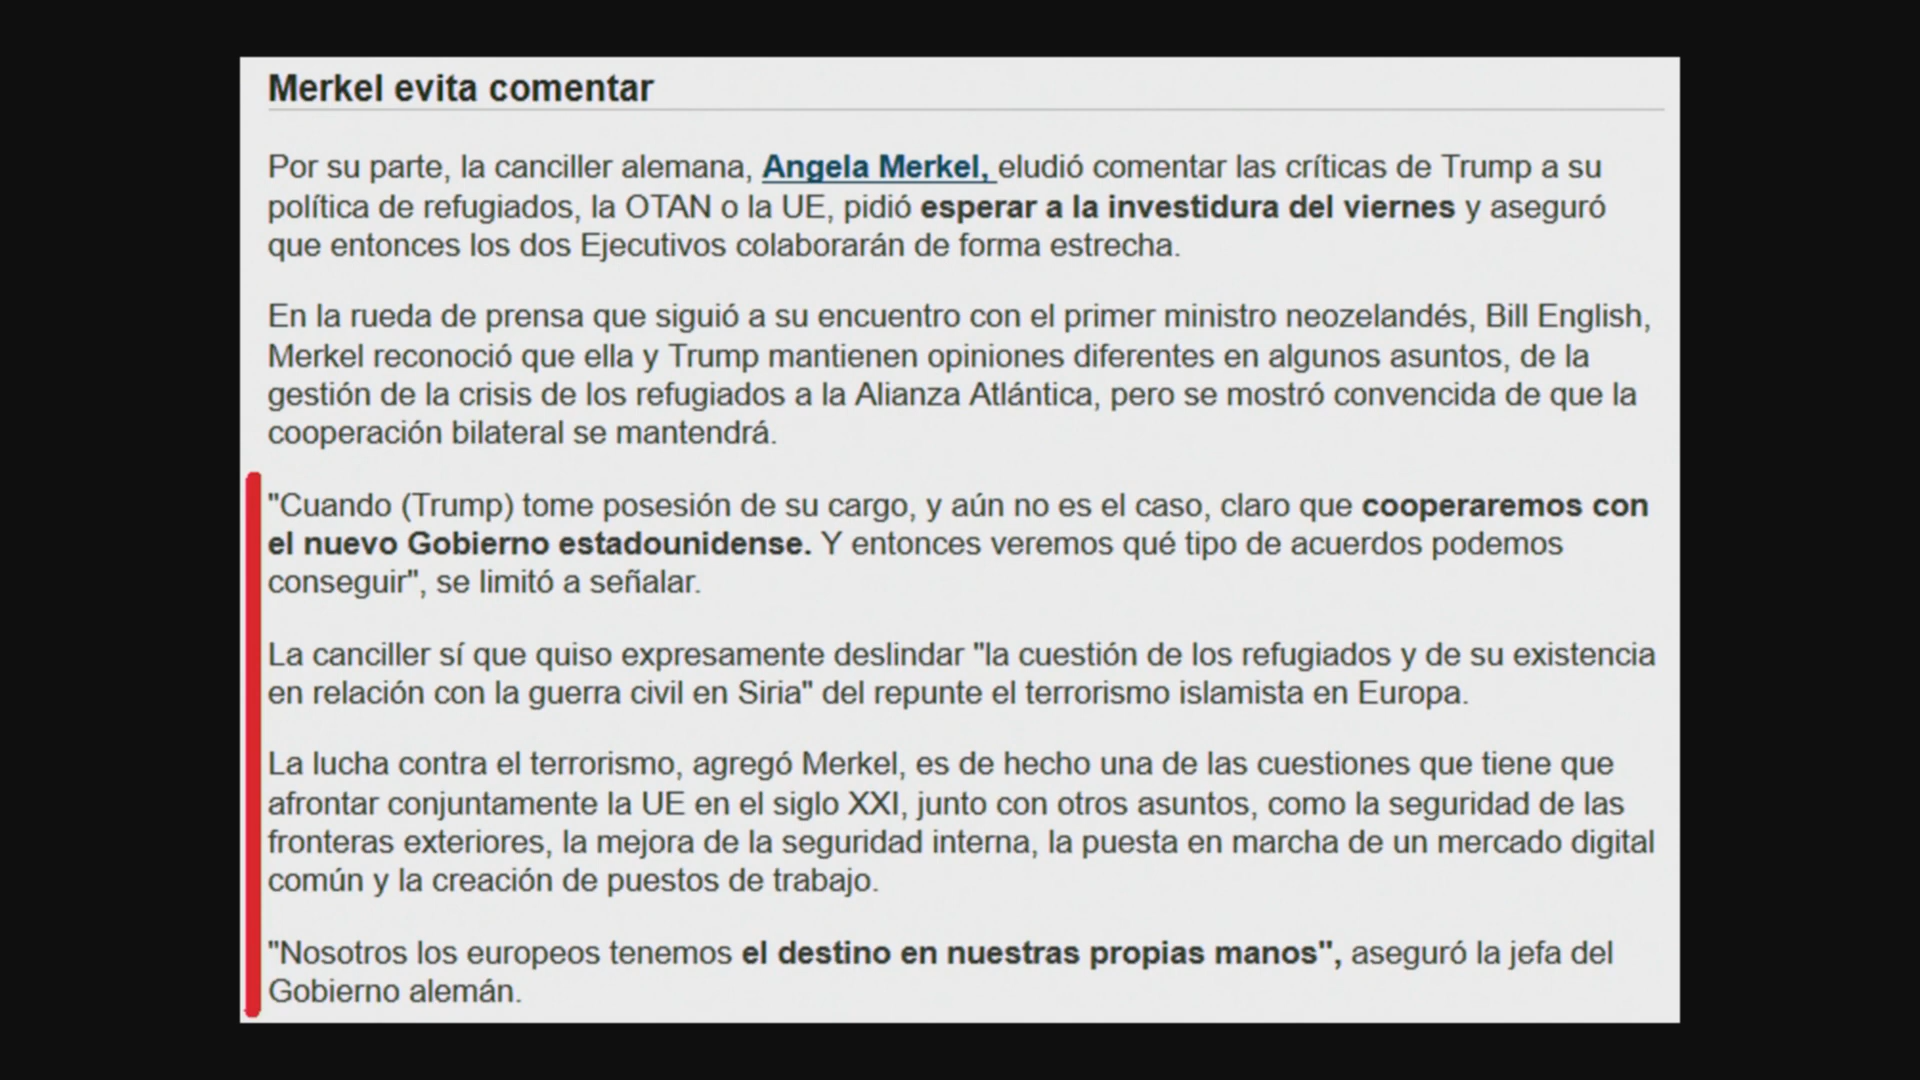 Merkel evita comentar
Por su parte, la canciller alemana, Angela Merkel, eludió comentar las críticas de Trump a su
política de refugiados, la OTAN o la UE, pidió esperar a la investidura del viernes y aseguró
que entonces los dos Ejecutivos colaborarán de forma estrecha.
En la rueda de prensa que siguió a su encuentro con el primer ministro neozelandés, Bill English,
Merkel reconoció que ella y Trump mantienen opiniones diferentes en algunos asuntos, de la
gestión de la crisis de los refugiados a la Alianza Atlántica, pero se mostró convencida de que la
cooperación bilateral se mantendrá.
"Cuando (Trump) tome posesión de su cargo, y aún no es el caso, claro que cooperaremos con
el nuevo Gobierno estadounidense. Y entonces veremos qué tipo de acuerdos podemos
conseguir", se limitó a señalar.
La canciller sí que quiso expresamente deslindar "la cuestión de los refugiados y de su existencia
en relación con la guerra civil en Siria" del repunte el terrorismo islamista en Europa.
La lucha contra el terrorismo, agregó Merkel, es de hecho una de las cuestiones que tiene que
afrontar conjuntamente la UE en el siglo XXI, junto con otros asuntos, como la seguridad de las
fronteras exteriores, la mejora de la seguridad interna, la puesta en marcha de un mercado digital
común y la creación de puestos de trabajo.
"Nosotros los europeos tenemos el destino en nuestras propias manos", aseguró la jefa del
Gobierno alemán.